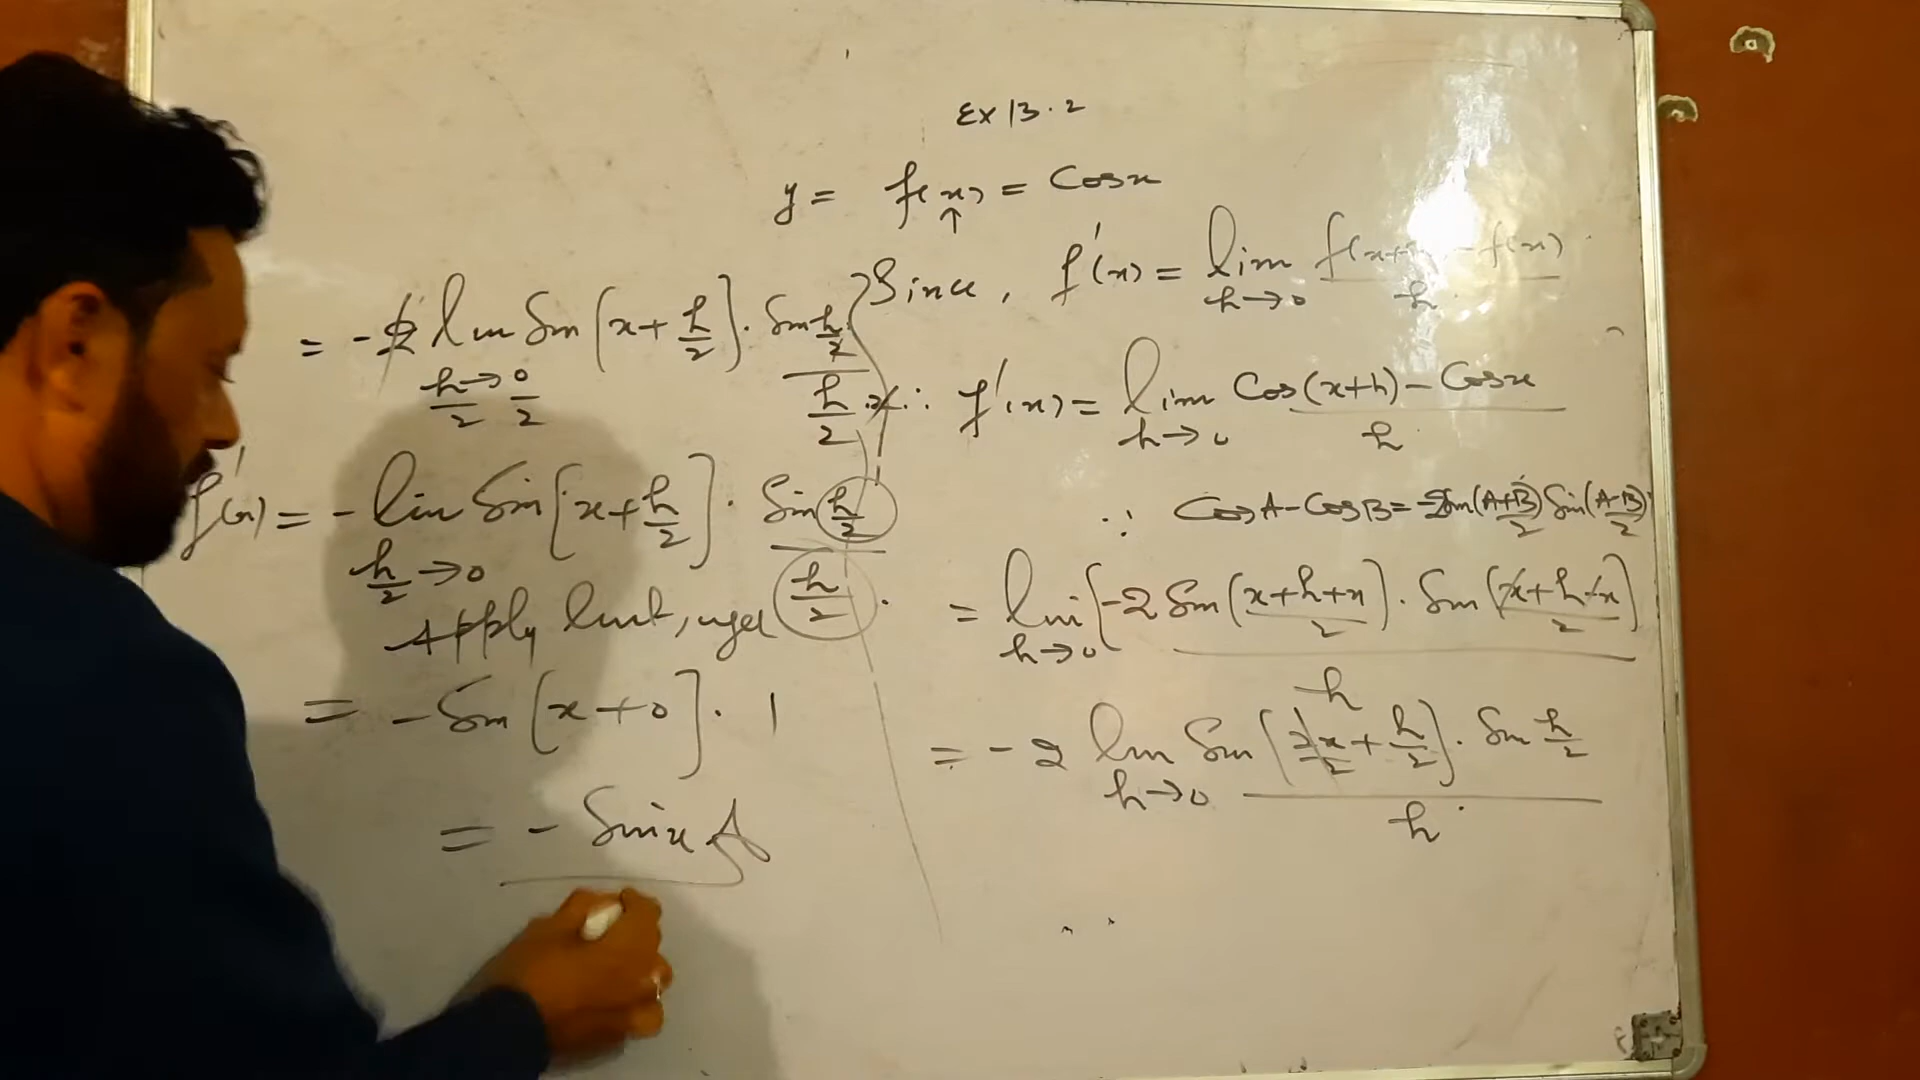 Ex 13.2
y = f(x) = Cosx
↑
Since, f'(x) = lim f(x+ - f(x)
h→0 h
∴ f'(x) = lim Cos(x+h) - Cosx
h→0 h
∵ CosA - CosB = -2Sin(A+B) Sin(A-B)
2 2
= lim {-2 Sin(x+h+x) . Sin(x+h-x)
h→0 2 2
h
= -2 lim Sin[2x + h] . Sin h
2 2 2
h→0 h
= -2 lim Sin[x + h] . Sin h
2 2
h → 0 h . 2
2 2 2
f'(x) = - lim Sin[x + h] . Sin h
2 2
h → 0 h
2 2
Apply limit, we get
= - Sin[x+0] . 1
= - Sinx